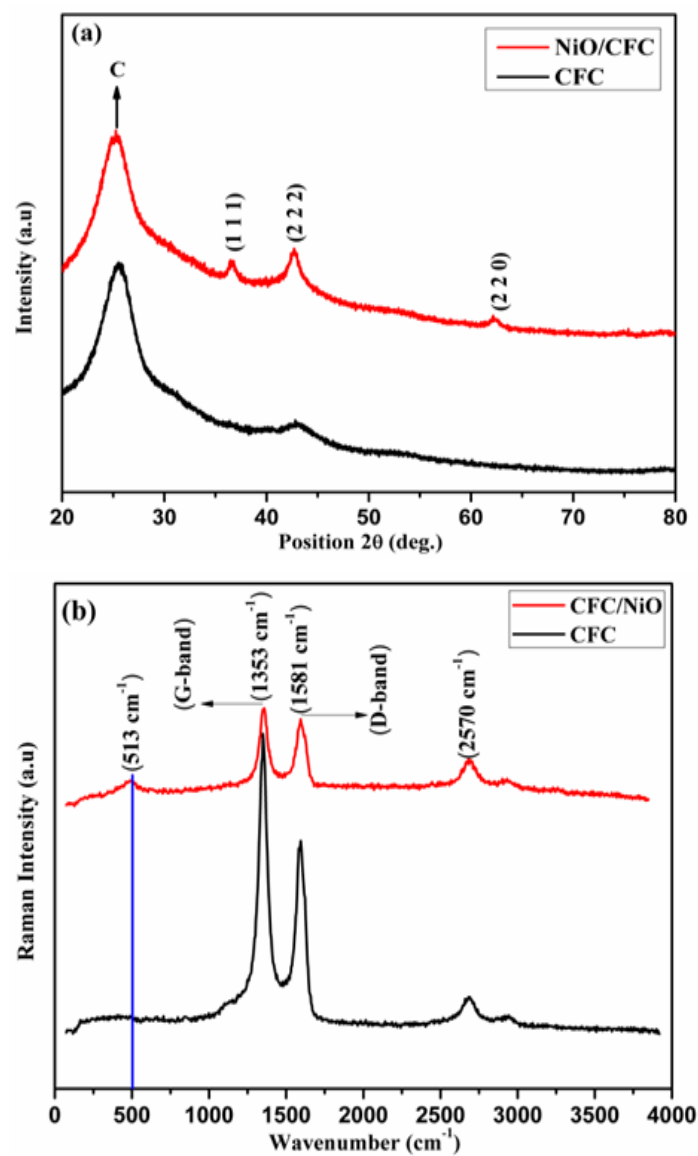 (a)
NiO/CFC
CFC
C
(1 1 1)
(2 2 2)
(2 2 0)
Intensity (a.u)
20 30 40 50 60 70 80
Position 2θ (deg.)
(b)
CFC/NiO
CFC
(513 cm⁻¹)
(G-band)
(1353 cm⁻¹)
(1581 cm⁻¹)
(D-band)
(2570 cm⁻¹)
Raman Intensity (a.u)
0 500 1000 1500 2000 2500 3000 3500 4000
Wavenumber (cm⁻¹)